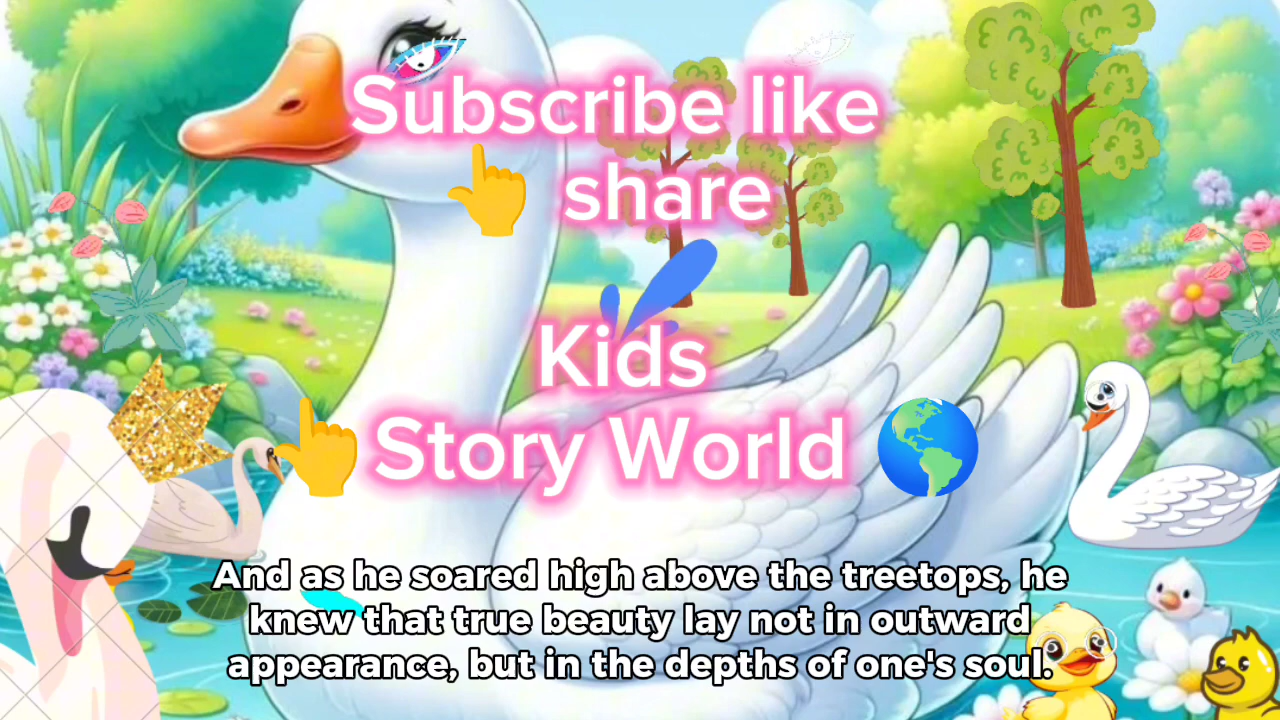 Subscribe like
share
Kids
Story World
And as he soared high above the treetops, he
knew that true beauty lay not in outward
appearance, but in the depths of one's soul.